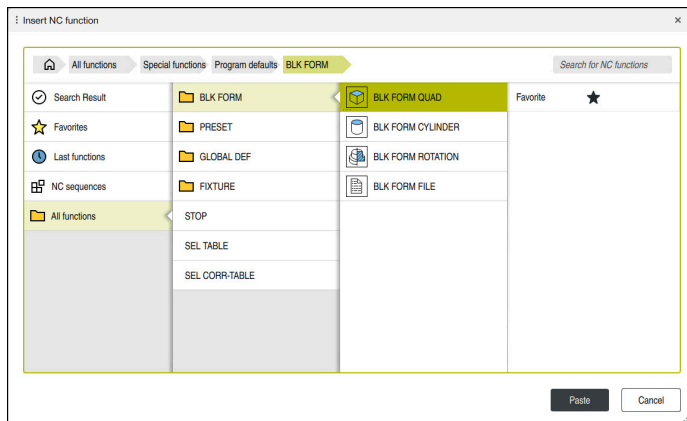 Insert NC function
All functions Special functions Program defaults BLK FORM Search for NC functions
Search Result BLK FORM BLK FORM QUAD Favorite
Favorites PRESET BLK FORM CYLINDER
Last functions GLOBAL DEF BLK FORM ROTATION
NC sequences FIXTURE BLK FORM FILE
All functions STOP
SEL TABLE
SEL CORR-TABLE
Paste Cancel